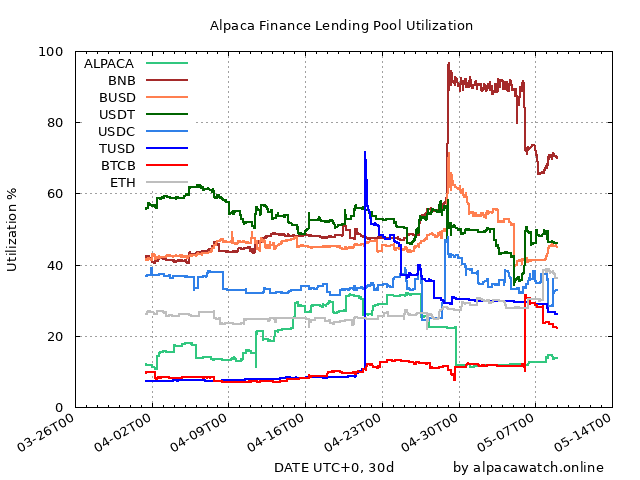 Alpaca Finance Lending Pool Utilization
100
80
60
40
20
0
Utilization %
ALPACA
BNB
BUSD
USDT
USDC
TUSD
BTCB
ETH
03-26T00
04-02T00
04-09T00
04-16T00
04-23T00
04-30T00
05-07T00
05-14T00
DATE UTC+0, 30d
by alpacawatch.online